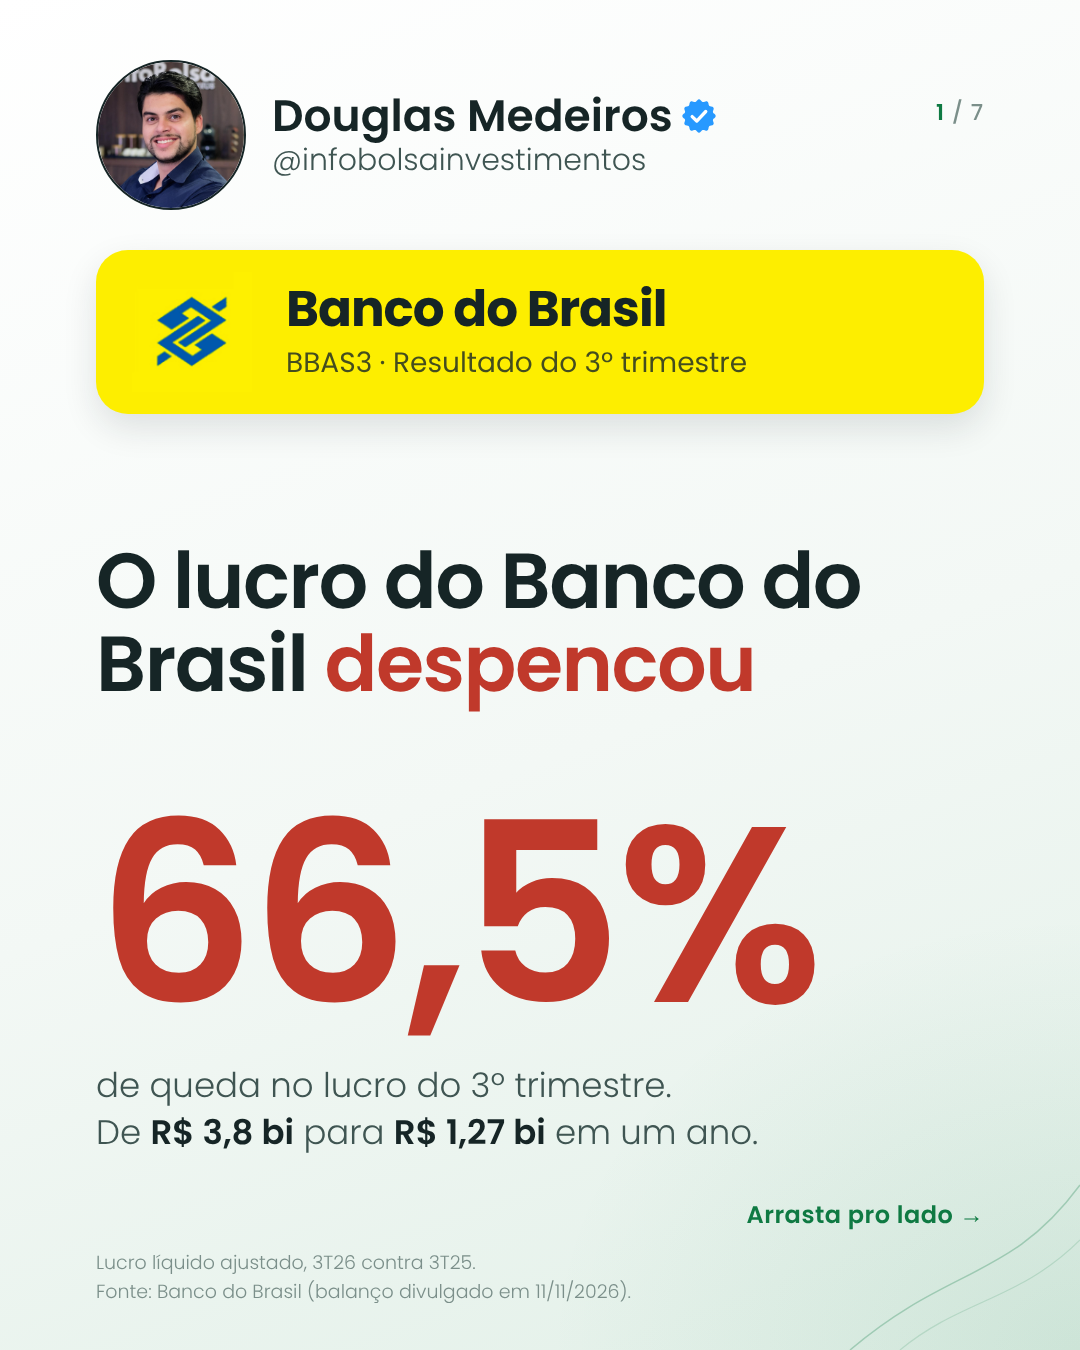 Douglas Medeiros
@infobolsainvestimentos
1 / 7
Banco do Brasil
BBAS3 · Resultado do 3º trimestre
O lucro do Banco do
Brasil despencou
66,5%
de queda no lucro do 3º trimestre.
De R$ 3,8 bi para R$ 1,27 bi em um ano.
Arrasta pro lado →
Lucro líquido ajustado, 3T26 contra 3T25.
Fonte: Banco do Brasil (balanço divulgado em 11/11/2026).